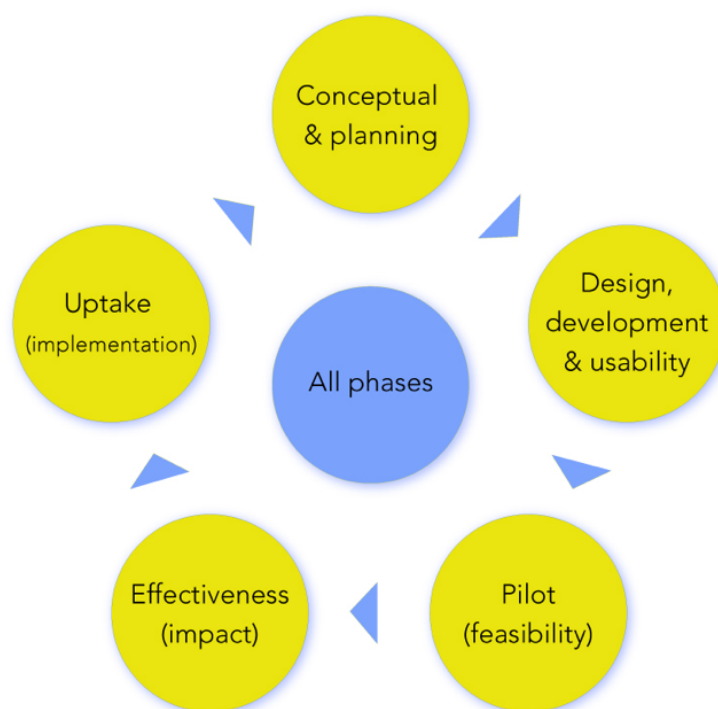 Conceptual
& planning
Design,
development
& usability
Pilot
(feasibility)
Effectiveness
(impact)
Uptake
(implementation)
All phases